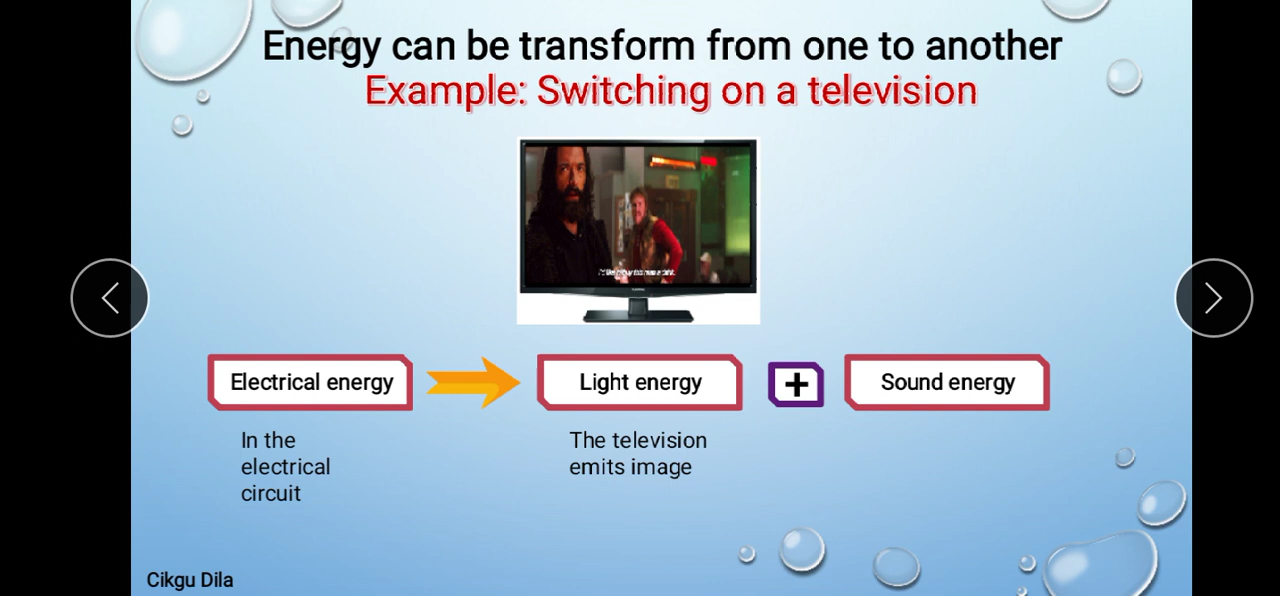 Energy can be transform from one to another
Example: Switching on a television
Electrical energy
Light energy
+
Sound energy
In the
electrical
circuit
The television
emits image
Cikgu Dila